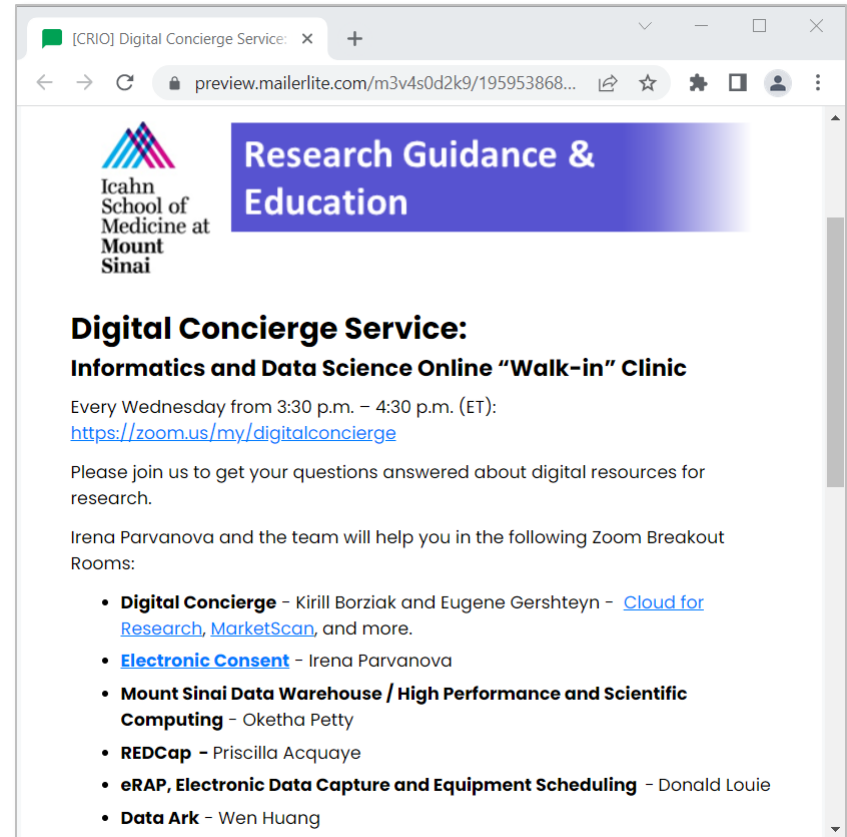 [CRIO] Digital Concierge Service:
preview.mailerlite.com/m3v4s0d2k9/195953868...
Icahn
School of
Medicine at
Mount
Sinai
Research Guidance &
Education
Digital Concierge Service:
Informatics and Data Science Online “Walk-in” Clinic
Every Wednesday from 3:30 p.m. – 4:30 p.m. (ET):
https://zoom.us/my/digitalconcierge
Please join us to get your questions answered about digital resources for
research.
Irena Parvanova and the team will help you in the following Zoom Breakout
Rooms:
• Digital Concierge - Kirill Borziak and Eugene Gershteyn - Cloud for
Research, MarketScan, and more.
• Electronic Consent - Irena Parvanova
• Mount Sinai Data Warehouse / High Performance and Scientific
Computing - Oketha Petty
• REDCap - Priscilla Acquaye
• eRAP, Electronic Data Capture and Equipment Scheduling - Donald Louie
• Data Ark - Wen Huang